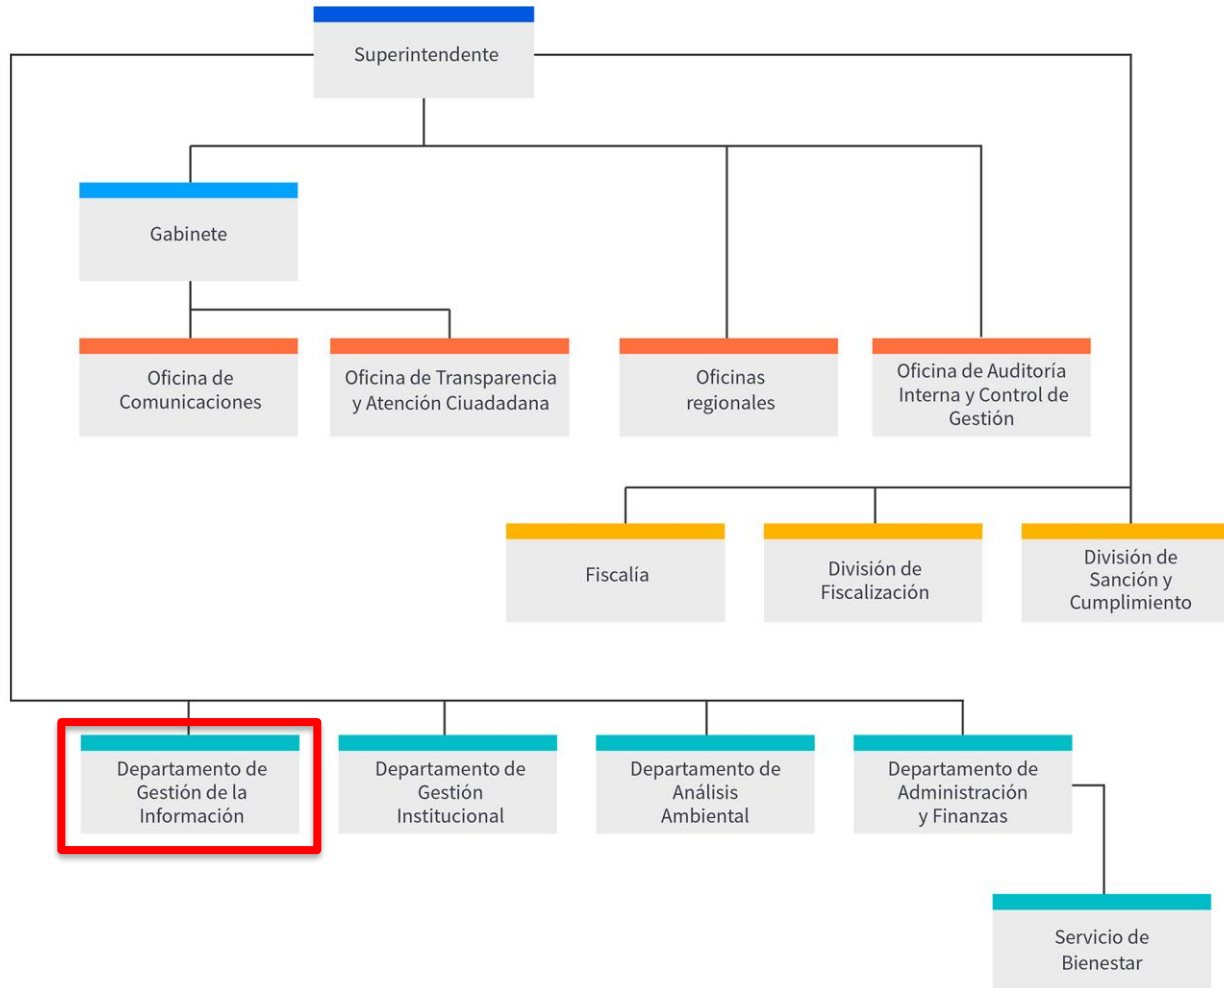 Superintendente
Gabinete
Oficina de
Comunicaciones
Oficina de Transparencia
y Atención Ciuadadana
Oficinas
regionales
Oficina de Auditoría
Interna y Control de
Gestión
Fiscalía
División de
Fiscalización
División de
Sanción y
Cumplimiento
Departamento de
Gestión de la
Información
Departamento de
Gestión
Institucional
Departamento de
Análisis
Ambiental
Departamento de
Administración
y Finanzas
Servicio de
Bienestar